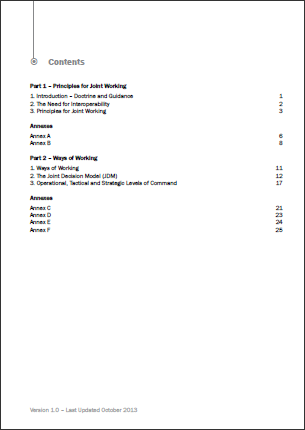 Contents
Part 1 – Principles for Joint Working
1. Introduction – Doctrine and Guidance 1
2. The Need for Interoperability 2
3. Principles for Joint Working 3
Annexes
Annex A 6
Annex B 8
Part 2 – Ways of Working
1. Ways of Working 11
2. The Joint Decision Model (JDM) 12
3. Operational, Tactical and Strategic Levels of Command 17
Annexes
Annex C 21
Annex D 23
Annex E 24
Annex F 25
Version 1.0 – Last Updated October 2013